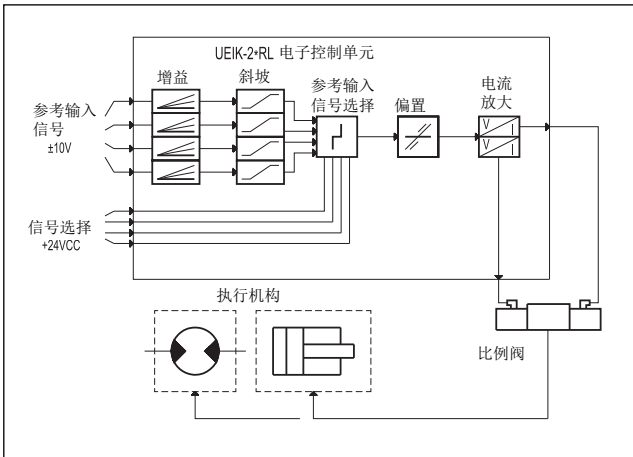 UEIK-2*RL 电子控制单元
增益
斜坡
参考输入
信号选择
偏置
电流
放大
参考输入
信号
±10V
V
I
V
I
信号选择
+24VCC
执行机构
比例阀